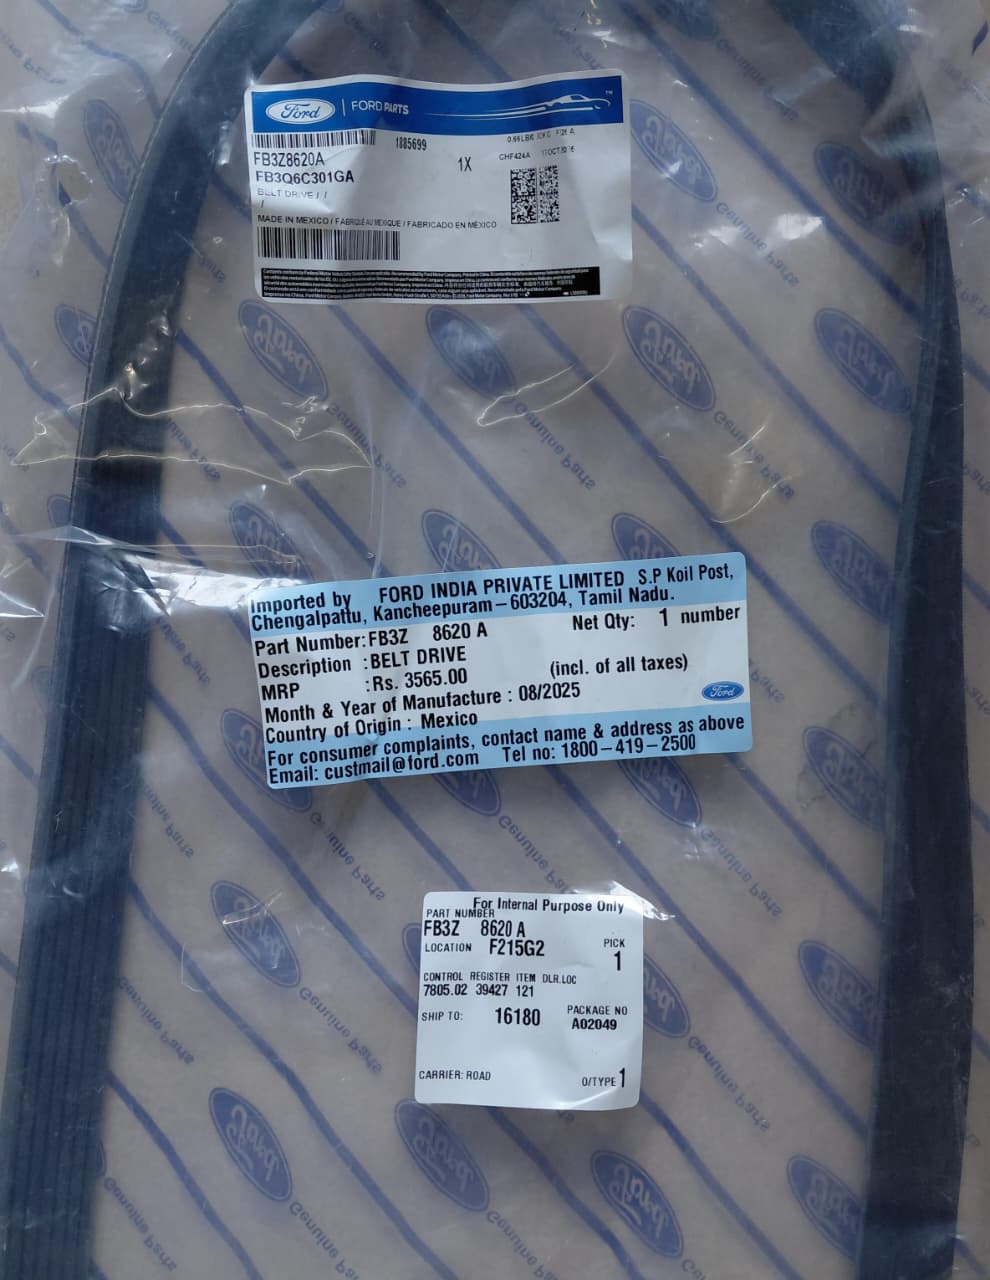 Ford | FORD PARTS
FB3Z8620A
1885699
1X
FB3Q6C301GA
CHF424A
BELT DRIVE / /
/
MADE IN MEXICO / FABRIQUÉ AU MEXIQUE / FABRICADO EN MÉXICO
Imported by FORD INDIA PRIVATE LIMITED S.P Koil Post,
Chengalpattu, Kancheepuram-603204, Tamil Nadu.
Part Number:FB3Z 8620 A Net Qty: 1 number
Description :BELT DRIVE
MRP :Rs. 3565.00 (incl. of all taxes)
Month & Year of Manufacture : 08/2025
Country of Origin : Mexico
Ford
For consumer complaints, contact name & address as above
Email: custmail@ford.com Tel no: 1800-419-2500
For Internal Purpose Only
PART NUMBER
FB3Z 8620 A
LOCATION F215G2 PICK
1
CONTROL REGISTER ITEM DLR.LOC
7805.02 39427 121
SHIP TO: 16180 PACKAGE NO
A02049
CARRIER: ROAD O/TYPE 1
Ford
Genuine Parts